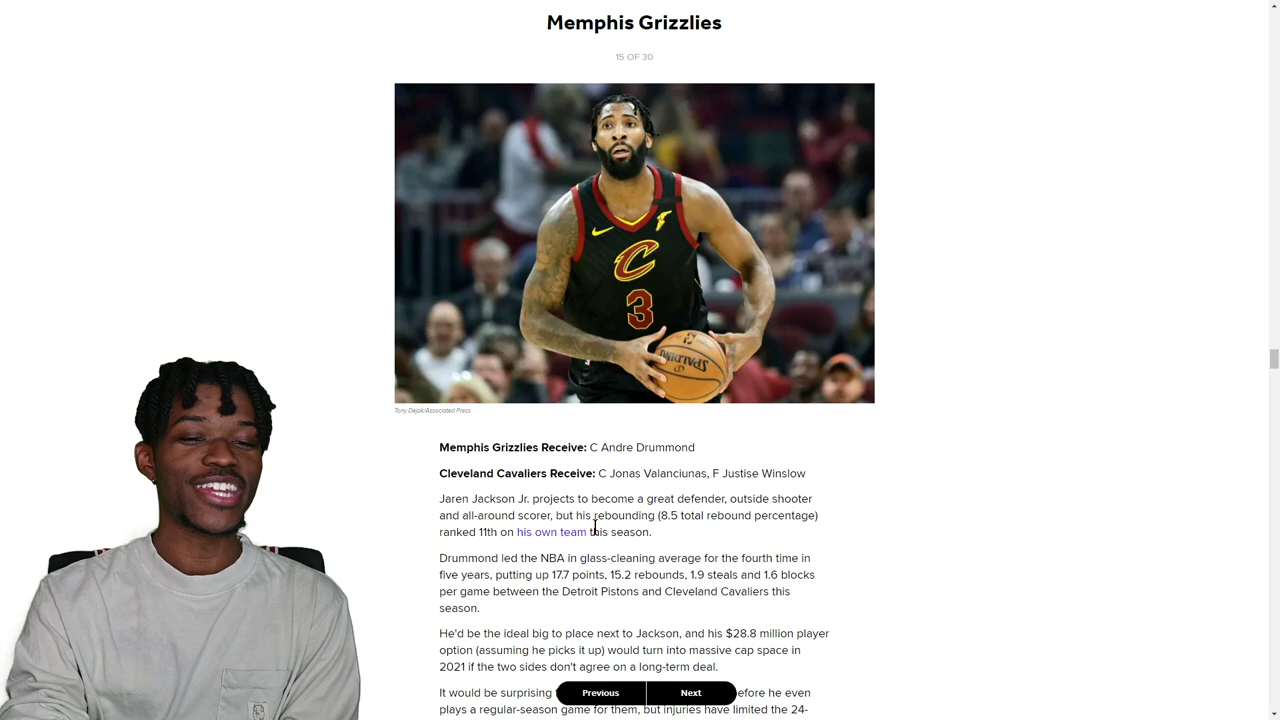 Memphis Grizzlies
15 OF 30
3
SPALDING
Tony Dejak/Associated Press
Memphis Grizzlies Receive: C Andre Drummond
Cleveland Cavaliers Receive: C Jonas Valanciunas, F Justise Winslow
Jaren Jackson Jr. projects to become a great defender, outside shooter
and all-around scorer, but his rebounding (8.5 total rebound percentage)
ranked 11th on his own team this season.
Drummond led the NBA in glass-cleaning average for the fourth time in
five years, putting up 17.7 points, 15.2 rebounds, 1.9 steals and 1.6 blocks
per game between the Detroit Pistons and Cleveland Cavaliers this
season.
He'd be the ideal big to place next to Jackson, and his $28.8 million player
option (assuming he picks it up) would turn into massive cap space in
2021 if the two sides don't agree on a long-term deal.
Previous Next
It would be surprising efore he even
plays a regular-season game for them, but injuries have limited the 24-